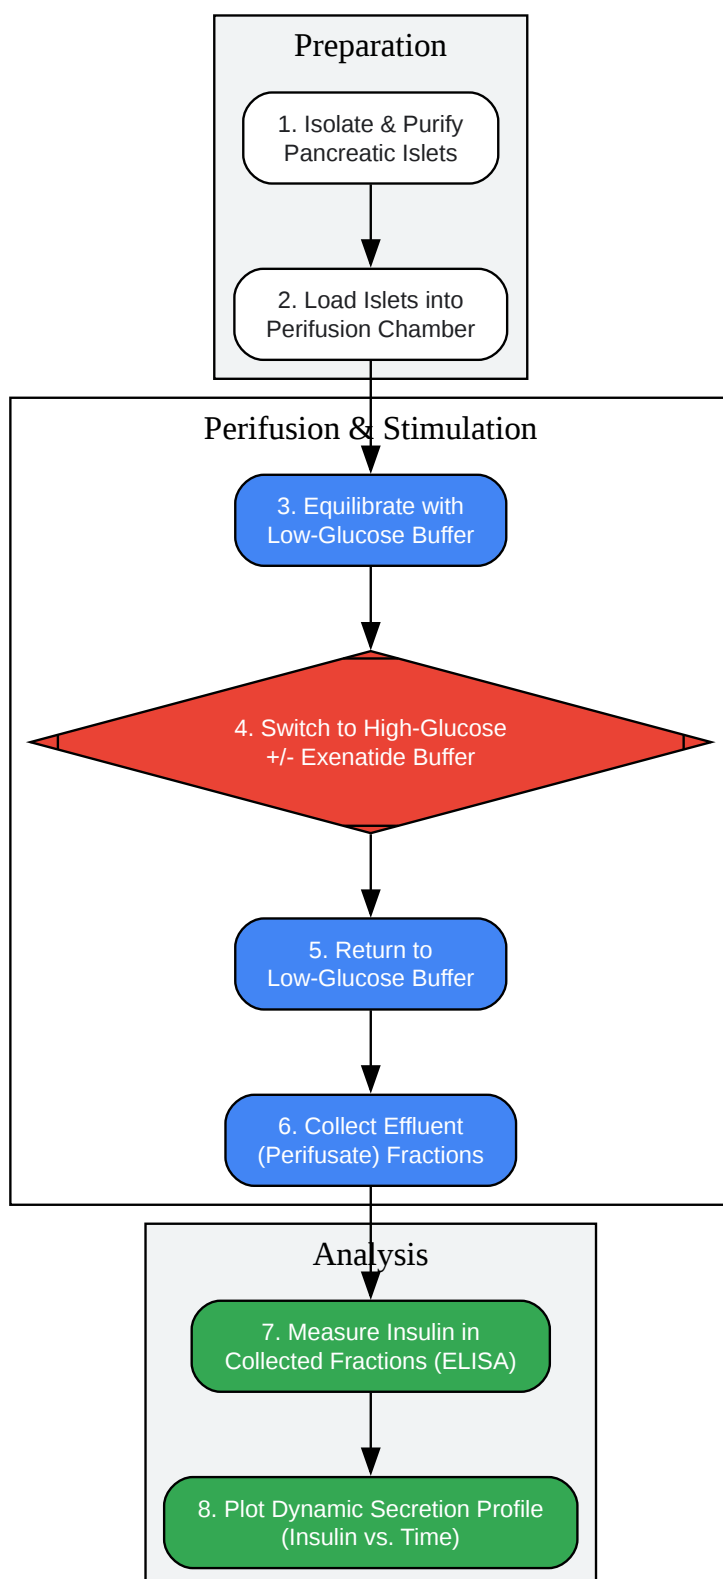 Preparation
1. Isolate & Purify
Pancreatic Islets
2. Load Islets into
Perifusion Chamber
Perifusion & Stimulation
3. Equilibrate with
Low-Glucose Buffer
4. Switch to High-Glucose
+/- Exenatide Buffer
5. Return to
Low-Glucose Buffer
6. Collect Effluent
(Perifusate) Fractions
Analysis
7. Measure Insulin in
Collected Fractions (ELISA)
8. Plot Dynamic Secretion Profile
(Insulin vs. Time)